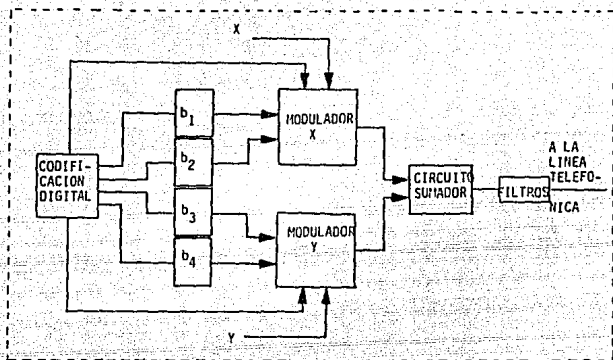 X
b1
MODULADOR
X
b2
CODIFI-
CACION
DIGITAL
b3
MODULADOR
Y
b4
CIRCUITO
SUMADOR
FILTROS
A LA
LINEA
TELEFO-
NICA
Y